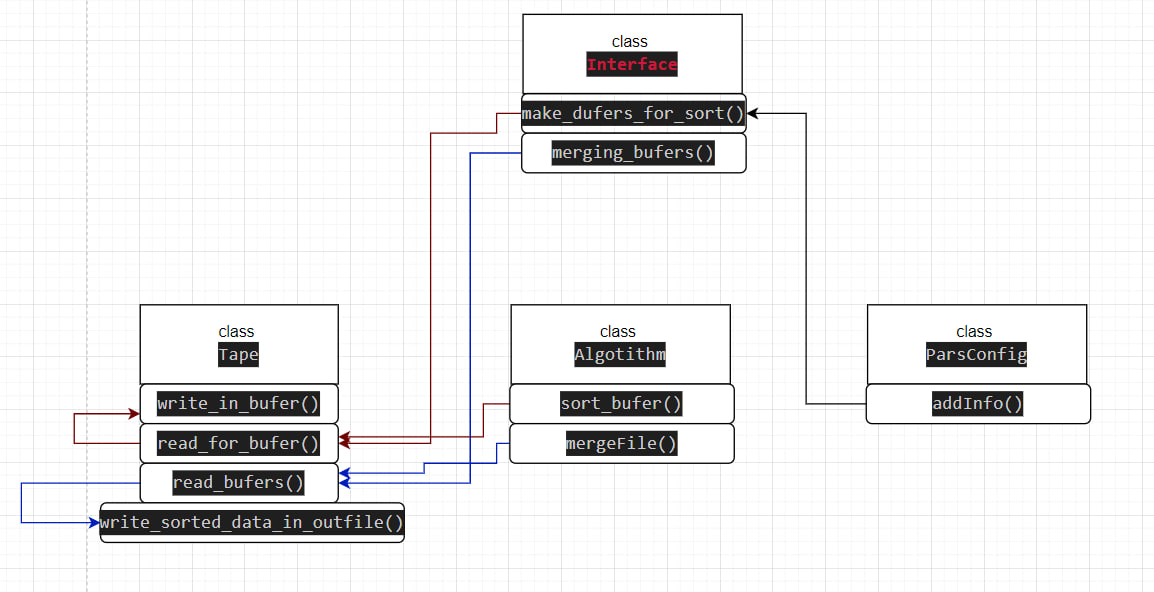 class
Interface
make_dufers_for_sort()
merging_bufers()
class
Tape
write_in_bufer()
read_for_bufer()
read_bufers()
write_sorted_data_in_outfile()
class
Algotithm
sort_bufer()
mergeFile()
class
ParsConfig
addInfo()